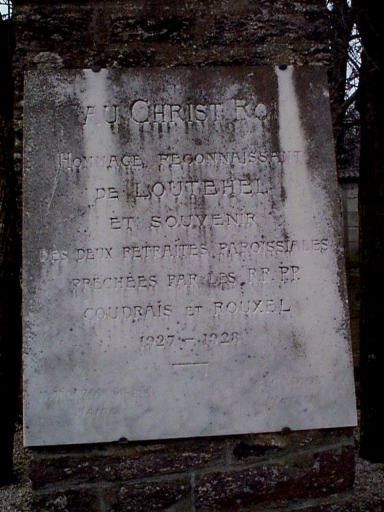 AU CHRIST ROI
HOMMAGE RECONNAISSANT
DE LOUTEHEL
ET SOUVENIR
DES DEUX RETRAITES PAROISSIALES
PRÊCHÉES PAR LES RR. PP.
COUDRAIS ET ROUXEL
1927 - 1928